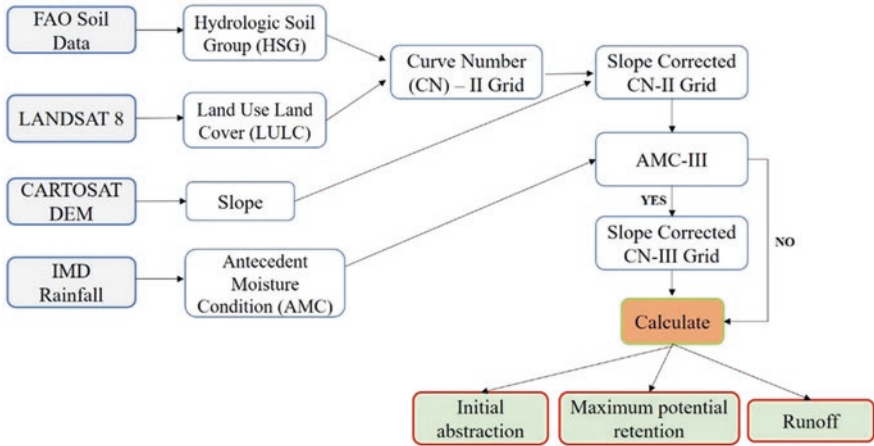 FAO Soil
Data
Hydrologic Soil
Group (HSG)
Curve Number
(CN) – II Grid
Slope Corrected
CN-II Grid
LANDSAT 8
Land Use Land
Cover (LULC)
AMC-III
CARTOSAT
DEM
Slope
YES
NO
Slope Corrected
CN-III Grid
IMD
Rainfall
Antecedent
Moisture
Condition (AMC)
Calculate
Initial
abstraction
Maximum potential
retention
Runoff